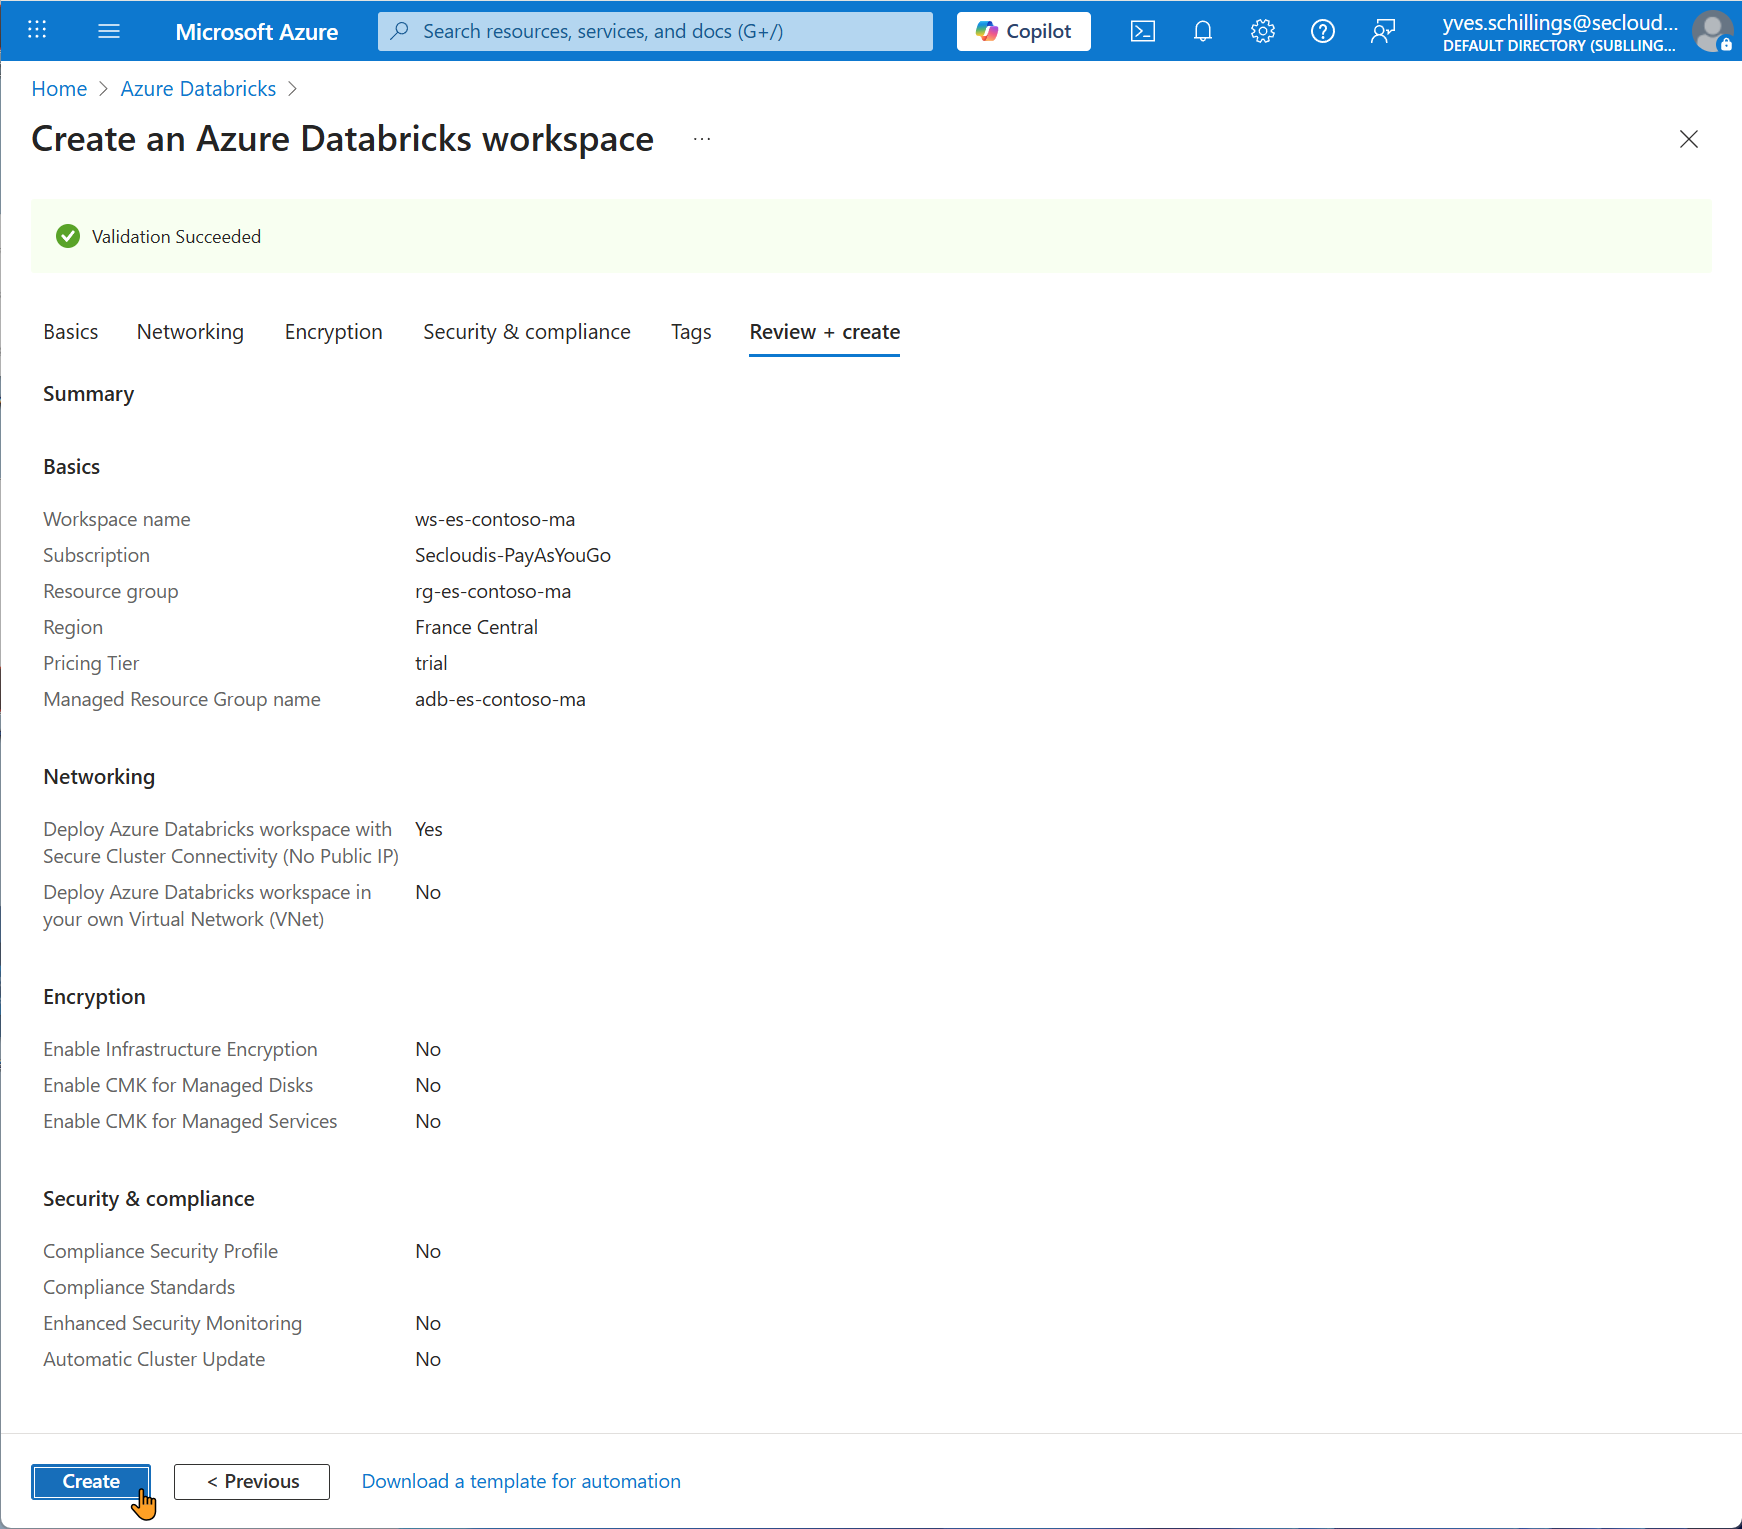 Microsoft Azure
Search resources, services, and docs (G+/)
Copilot
yves.schillings@secloud...
DEFAULT DIRECTORY (SUBLLING...
Home > Azure Databricks >
Create an Azure Databricks workspace ...
Validation Succeeded
Basics Networking Encryption Security & compliance Tags Review + create
Summary
Basics
Workspace name ws-es-contoso-ma
Subscription Secloudis-PayAsYouGo
Resource group rg-es-contoso-ma
Region France Central
Pricing Tier trial
Managed Resource Group name adb-es-contoso-ma
Networking
Deploy Azure Databricks workspace with Yes
Secure Cluster Connectivity (No Public IP)
Deploy Azure Databricks workspace in No
your own Virtual Network (VNet)
Encryption
Enable Infrastructure Encryption No
Enable CMK for Managed Disks No
Enable CMK for Managed Services No
Security & compliance
Compliance Security Profile No
Compliance Standards
Enhanced Security Monitoring No
Automatic Cluster Update No
Create < Previous Download a template for automation